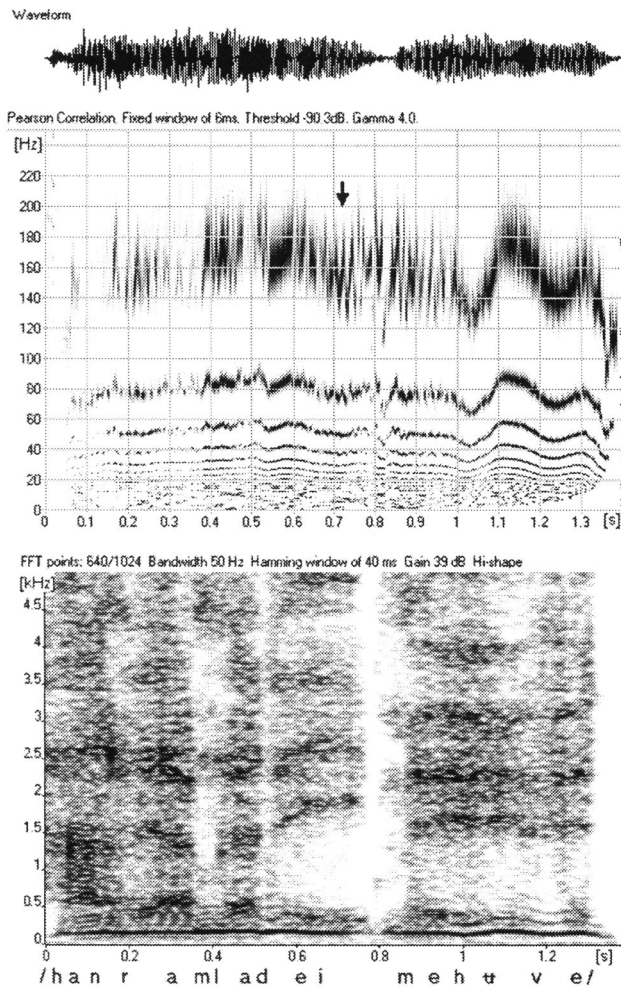 Waveform
Pearson Correlation. Fixed window of 6ms. Threshold -90.3dB. Gamma 4.0.
[Hz]
220
200
180
160
140
120
100
80
60
40
20
0
0 0.1 0.2 0.3 0.4 0.5 0.6 0.7 0.8 0.9 1 1.1 1.2 1.3 [s]
FFT points: 640/1024 Bandwidth 50 Hz Hamming window of 40 ms Gain 39 dB Hi-shape
[kHz]
4.5
4
3.5
3
2.5
2
1.5
1
0.5
0
0 0.2 0.4 0.6 0.8 1 1.2 [s]
/h a n r a m l a d e i m e h ʉ v e/